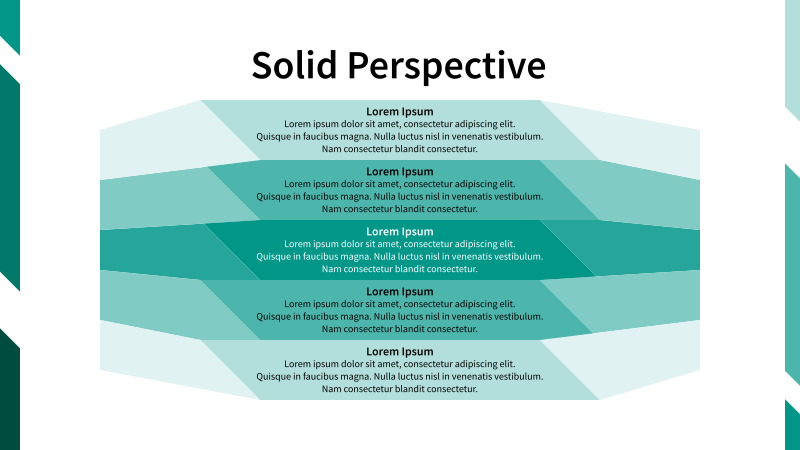 Solid Perspective
Lorem Ipsum
Lorem ipsum dolor sit amet, consectetur adipiscing elit.
Quisque in faucibus magna. Nulla luctus nisl in venenatis vestibulum.
Nam consectetur blandit consectetur.
Lorem Ipsum
Lorem ipsum dolor sit amet, consectetur adipiscing elit.
Quisque in faucibus magna. Nulla luctus nisl in venenatis vestibulum.
Nam consectetur blandit consectetur.
Lorem Ipsum
Lorem ipsum dolor sit amet, consectetur adipiscing elit.
Quisque in faucibus magna. Nulla luctus nisl in venenatis vestibulum.
Nam consectetur blandit consectetur.
Lorem Ipsum
Lorem ipsum dolor sit amet, consectetur adipiscing elit.
Quisque in faucibus magna. Nulla luctus nisl in venenatis vestibulum.
Nam consectetur blandit consectetur.
Lorem Ipsum
Lorem ipsum dolor sit amet, consectetur adipiscing elit.
Quisque in faucibus magna. Nulla luctus nisl in venenatis vestibulum.
Nam consectetur blandit consectetur.